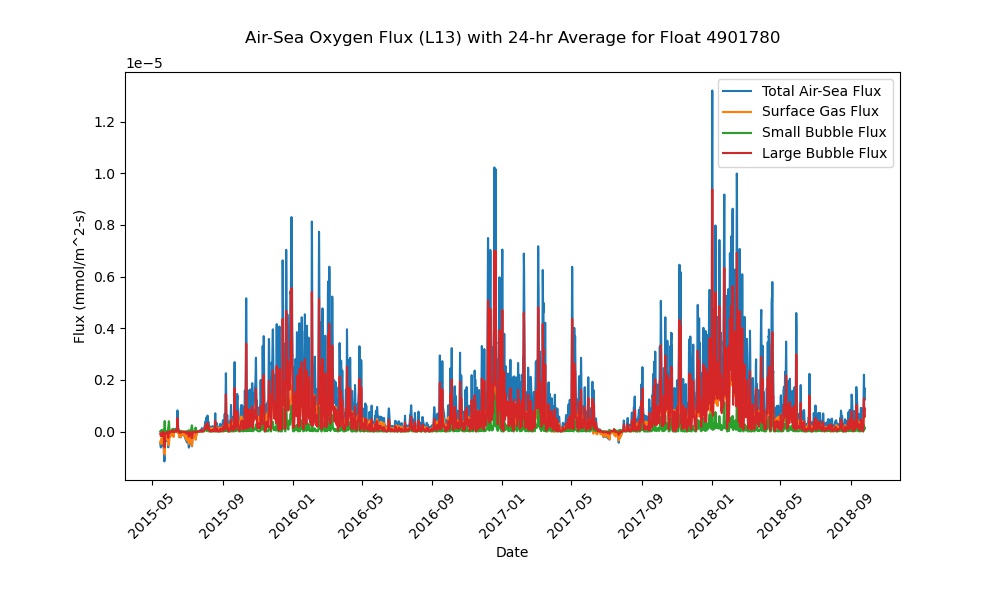 Air-Sea Oxygen Flux (L13) with 24-hr Average for Float 4901780
1e−5
Total Air-Sea Flux
Surface Gas Flux
Small Bubble Flux
Large Bubble Flux
1.2
1.0
0.8
0.6
0.4
0.2
0.0
Flux (mmol/m^2-s)
2015-05
2015-09
2016-01
2016-05
2016-09
2017-01
2017-05
2017-09
2018-01
2018-05
2018-09
Date